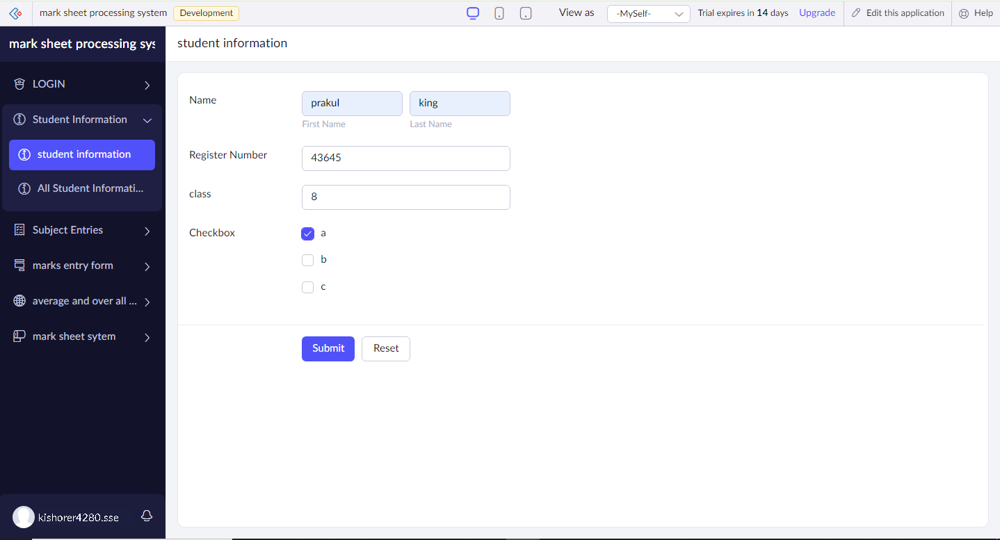 mark sheet processing system Development View as -MySelf- Trial expires in 14 days Upgrade Edit this application Help
mark sheet processing sys
student information
LOGIN
Student Information
student information
All Student Informati...
Subject Entries
marks entry form
average and over all ...
mark sheet sytem
kishorer4280.sse
Name prakul king
First Name Last Name
Register Number 43645
class 8
Checkbox a
b
c
Submit Reset